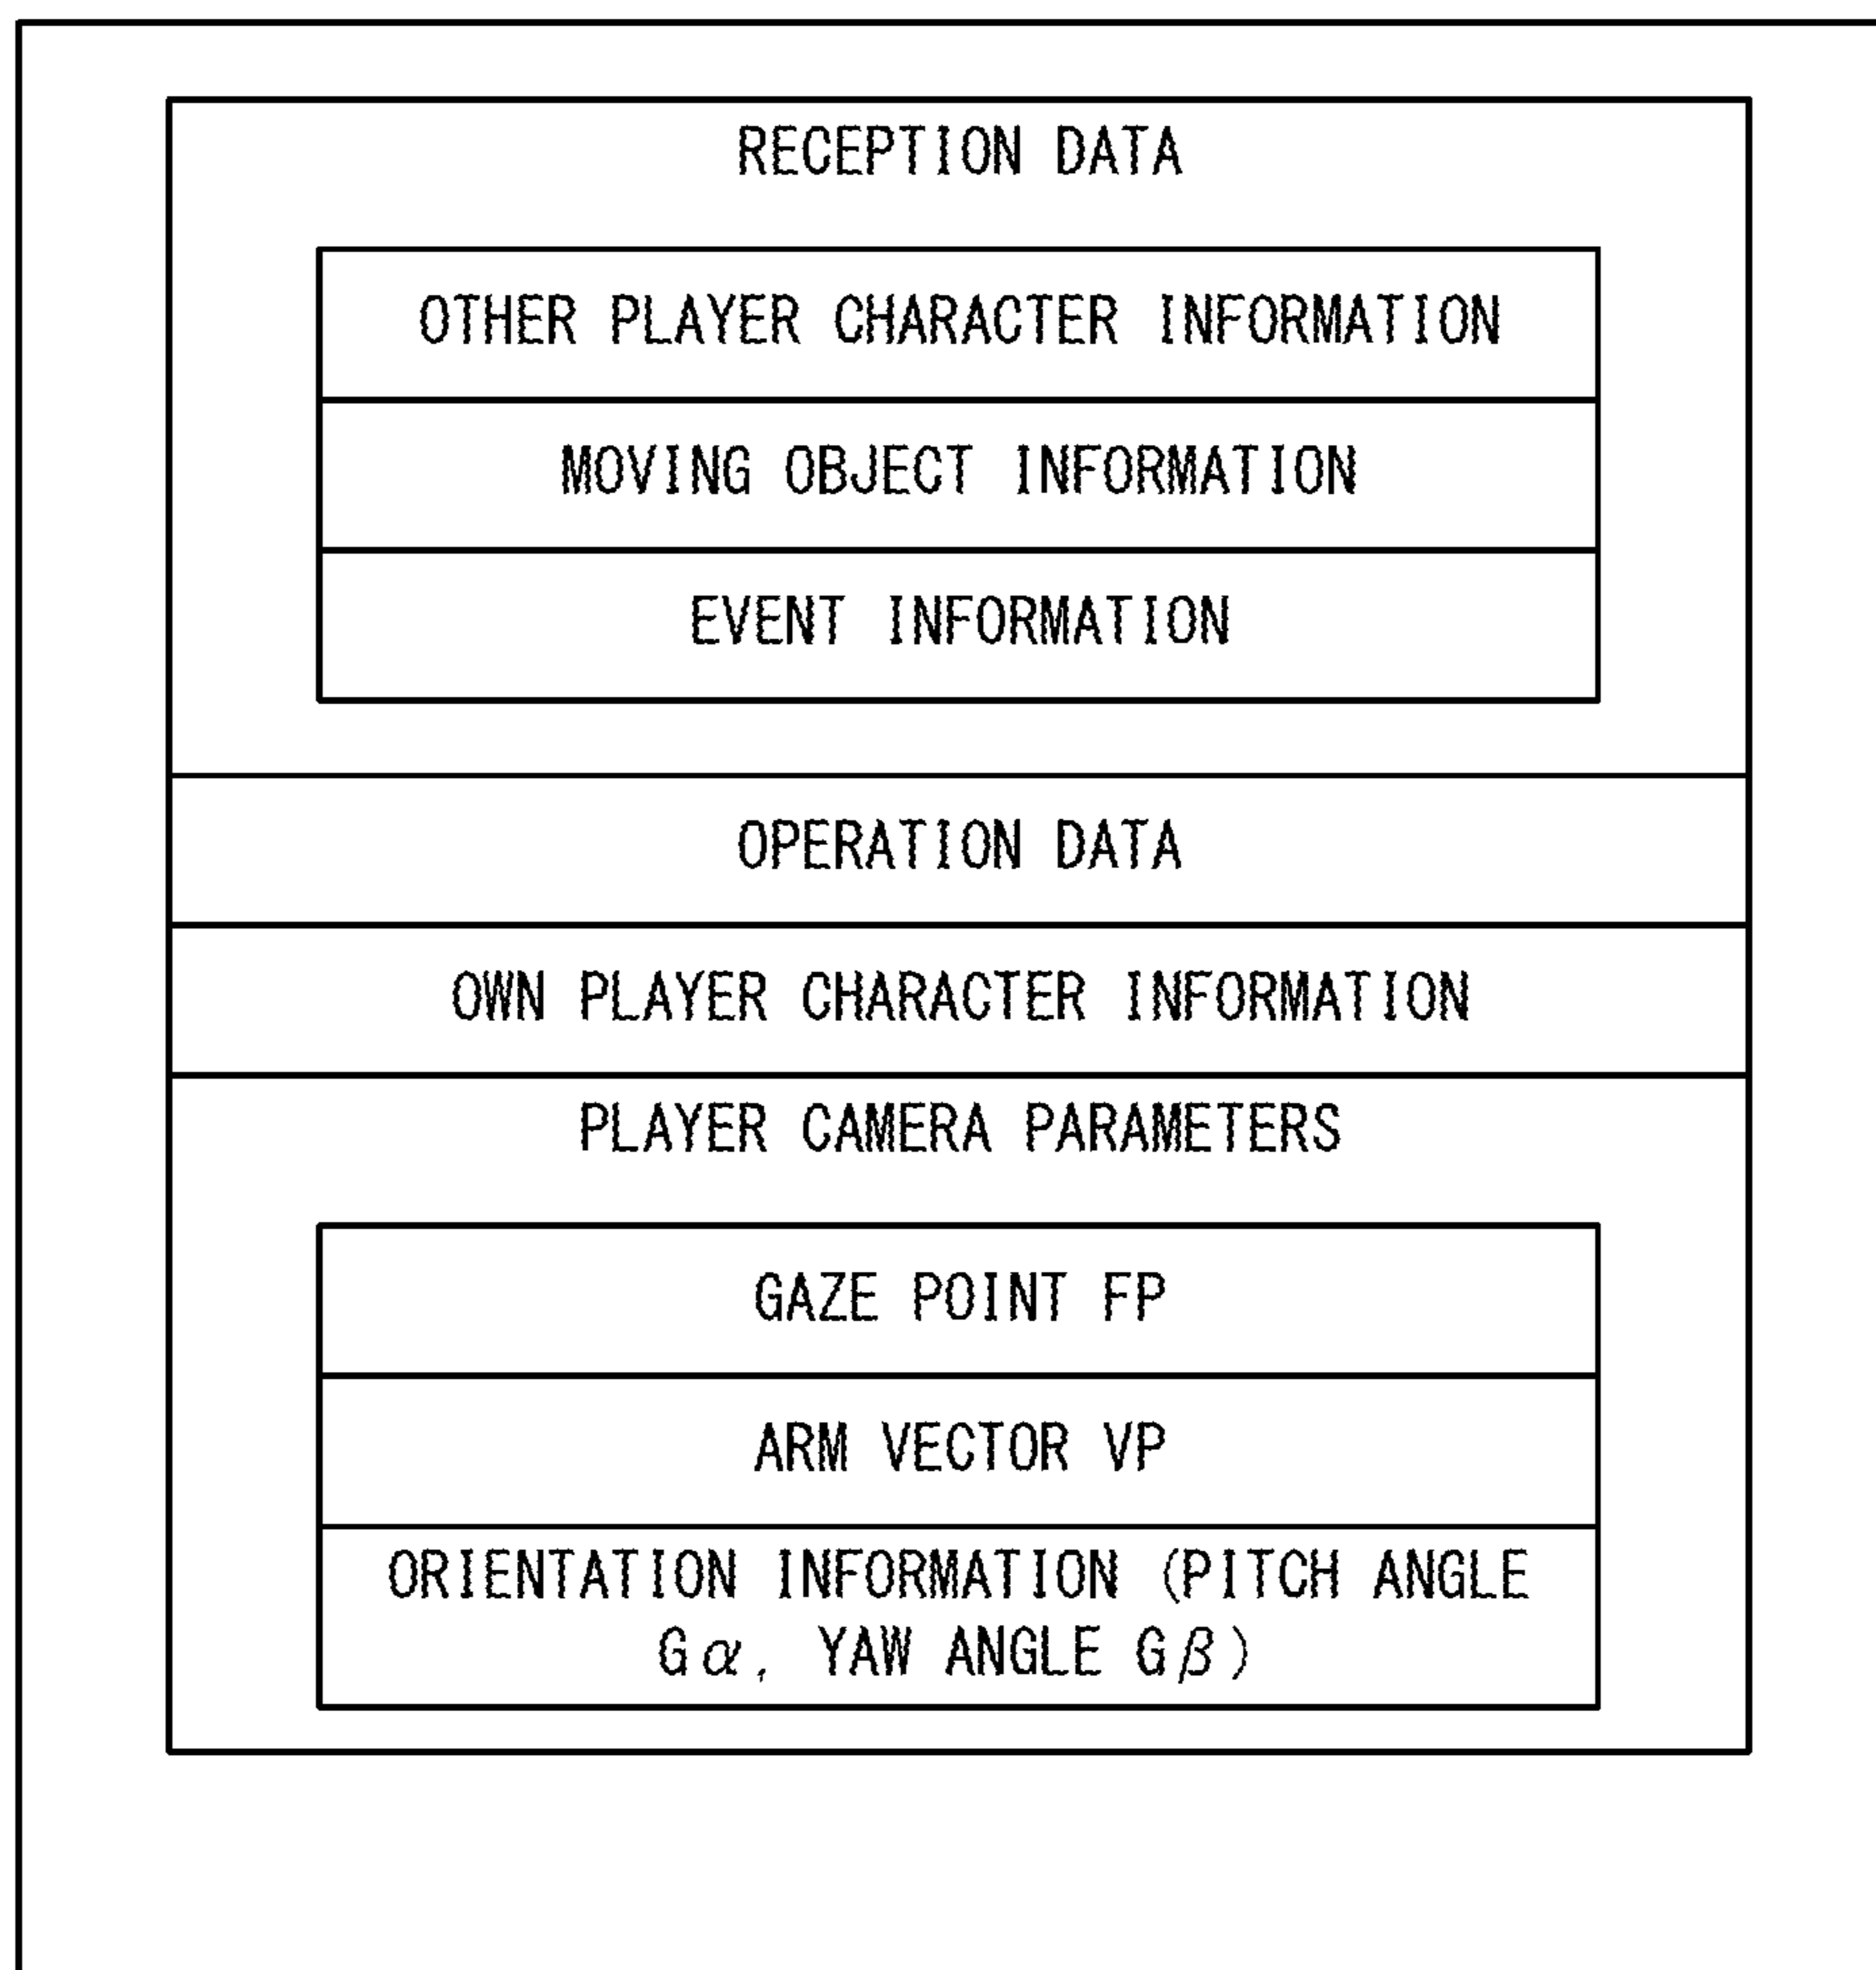 RECEPTION DATA
OTHER PLAYER CHARACTER INFORMATION
MOVING OBJECT INFORMATION
EVENT INFORMATION
OPERATION DATA
OWN PLAYER CHARACTER INFORMATION
PLAYER CAMERA PARAMETERS
GAZE POINT FP
ARM VECTOR VP
ORIENTATION INFORMATION (PITCH ANGLE
Gα, YAW ANGLE Gβ)